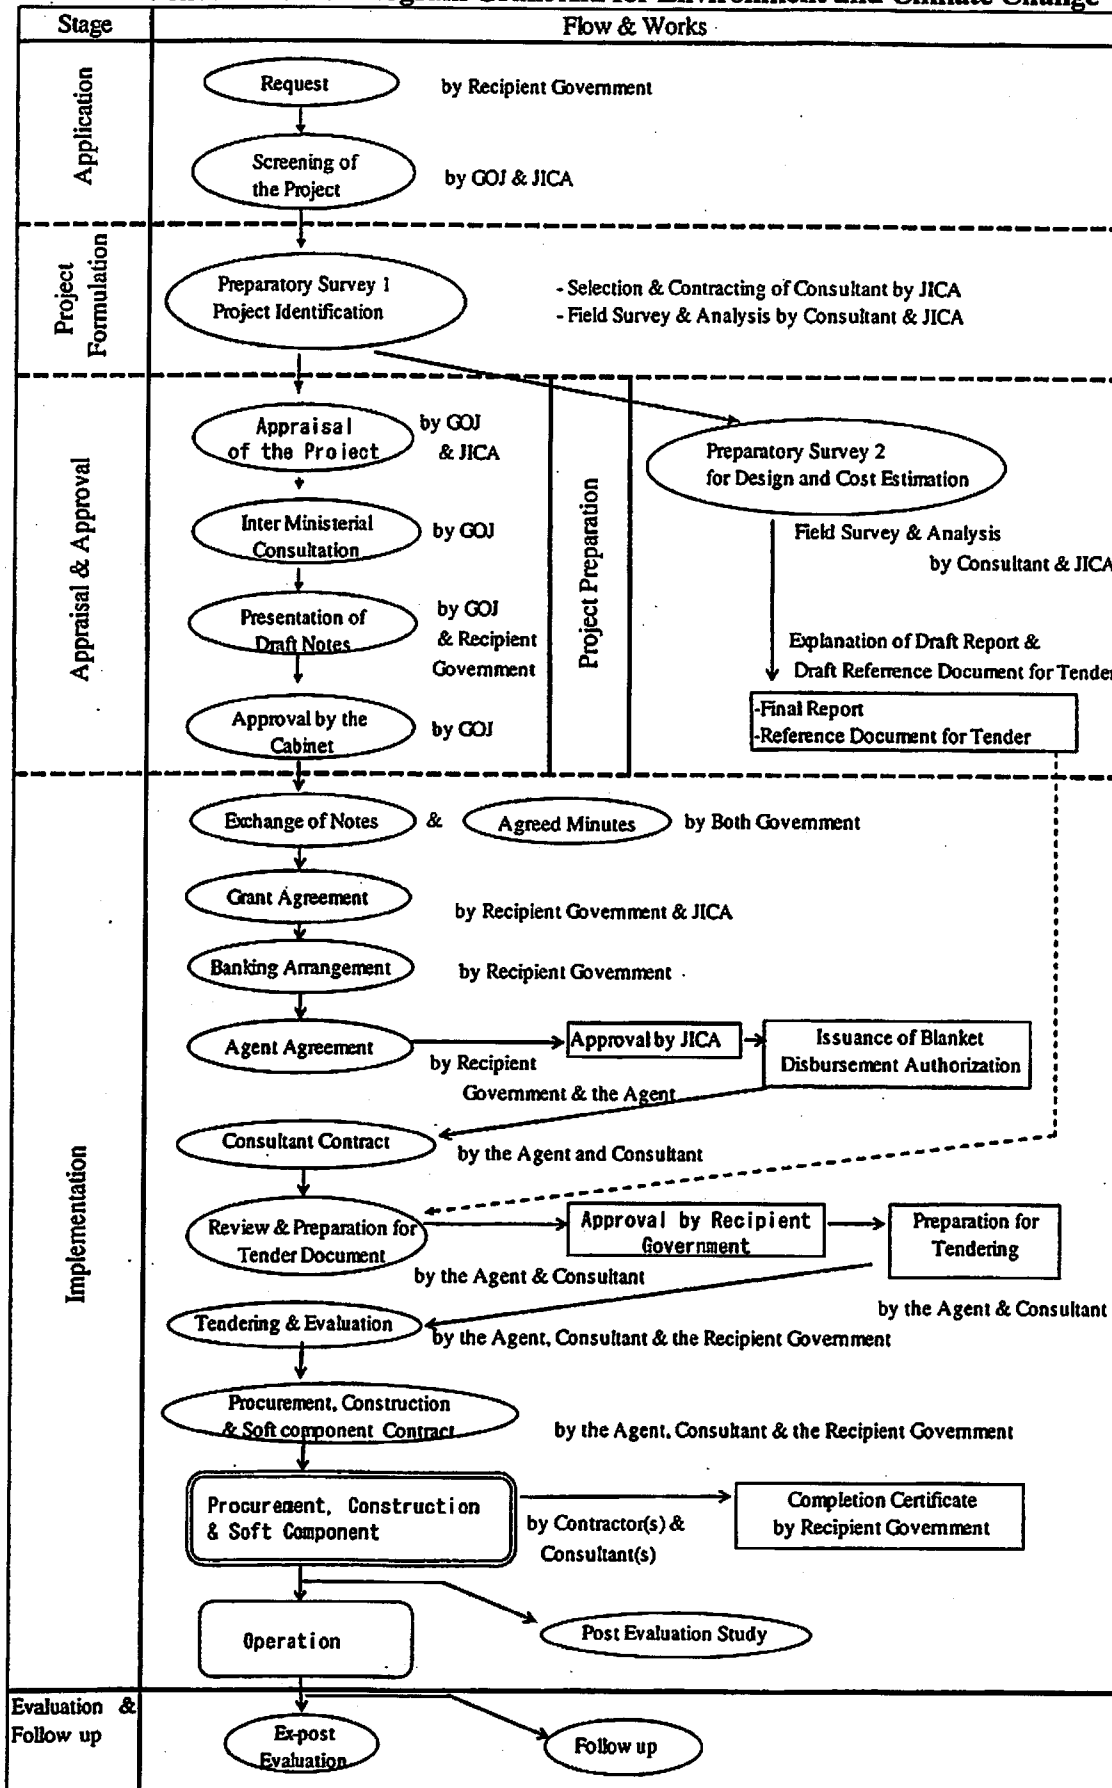 Program Grant Aid for Environment and Climate Change
Stage
Flow & Works
Application
Request
by Recipient Government
Screening of
the Project
by GOJ & JICA
Project
Formulation
Preparatory Survey 1
Project Identification
- Selection & Contracting of Consultant by JICA
- Field Survey & Analysis by Consultant & JICA
Appraisal & Approval
Appraisal
of the Project
by GOJ
& JICA
Inter Ministerial
Consultation
by GOJ
Presentation of
Draft Notes
by GOJ
& Recipient
Government
Approval by the
Cabinet
by GOJ
Project Preparation
Preparatory Survey 2
for Design and Cost Estimation
Field Survey & Analysis
by Consultant & JICA
Explanation of Draft Report &
Draft Referrence Document for Tender
-Final Report
-Reference Document for Tender
Implementation
Exchange of Notes
&
Agreed Minutes
by Both Government
Grant Agreement
by Recipient Government & JICA
Banking Arrangement
by Recipient Government
Agent Agreement
by Recipient
Government & the Agent
Approval by JICA
Issuance of Blanket
Disbursement Authorization
Consultant Contract
by the Agent and Consultant
Review & Preparation for
Tender Document
by the Agent & Consultant
Approval by Recipient
Government
Preparation for
Tendering
by the Agent & Consultant
Tendering & Evaluation
by the Agent, Consultant & the Recipient Government
Procurement, Construction
& Soft component Contract
by the Agent, Consultant & the Recipient Government
Procurement, Construction
& Soft Component
by Contractor(s) &
Consultant(s)
Completion Certificate
by Recipient Government
Operation
Post Evaluation Study
Evaluation &
Follow up
Ex-post
Evaluation
Follow up